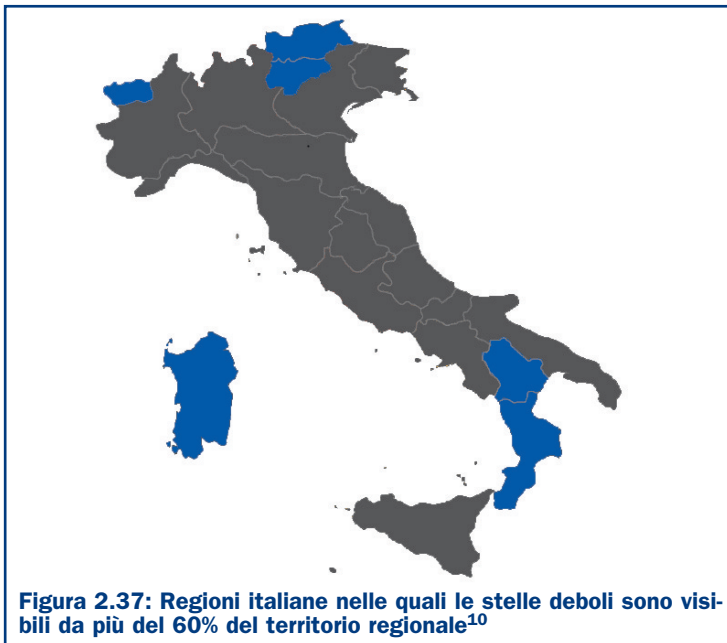 Figura 2.37: Regioni italiane nelle quali le stelle deboli sono visi-
bili da più del 60% del territorio regionale¹⁰